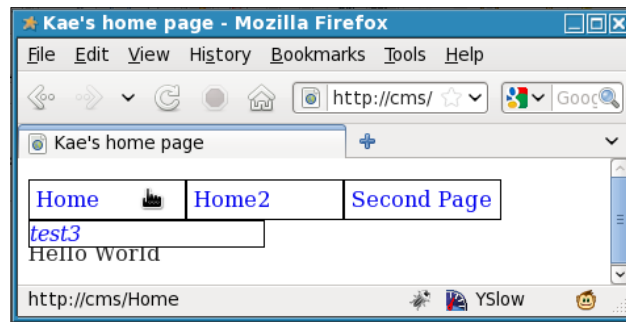 Kae's home page - Mozilla Firefox
File Edit View History Bookmarks Tools Help
http://cms/ Goog
Kae's home page
Home Home2 Second Page
test3
Hello World
http://cms/Home YSlow